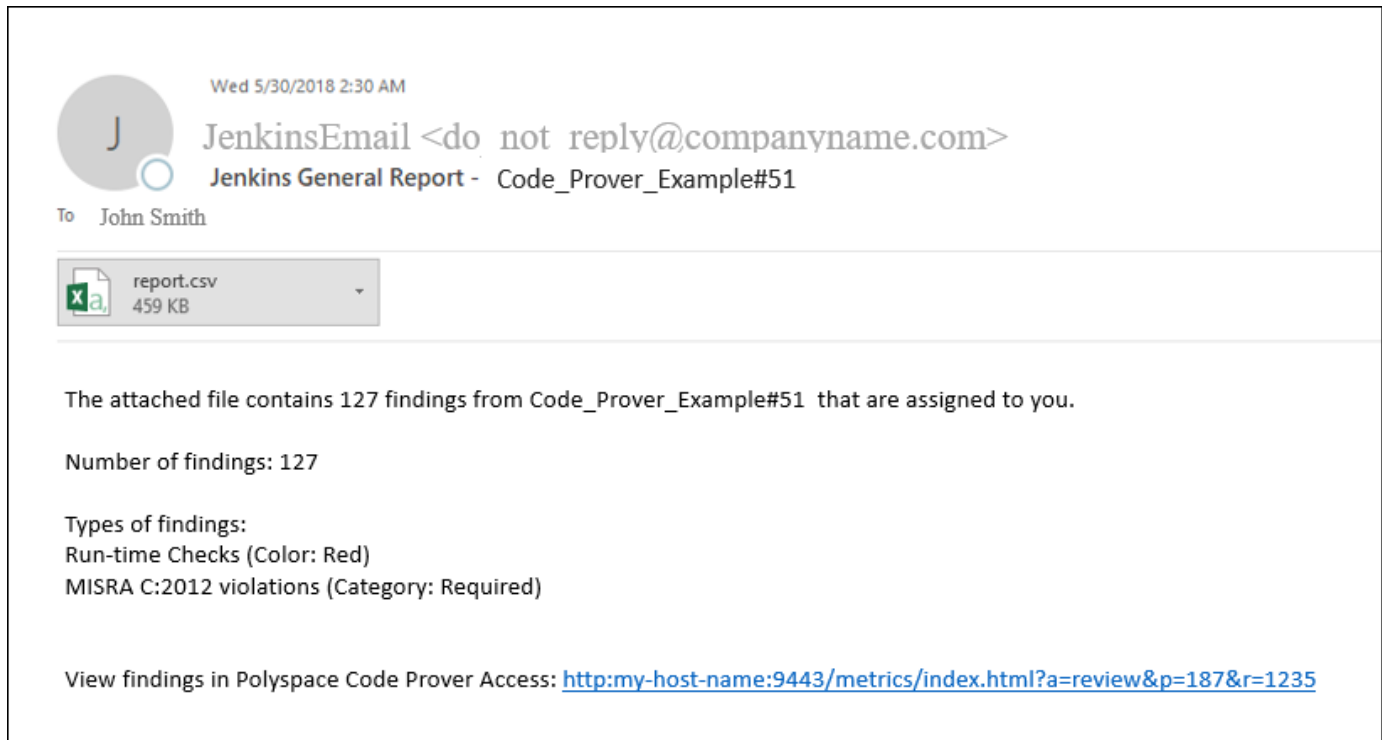 Wed 5/30/2018 2:30 AM
J
JenkinsEmail <do_not_reply@companyname.com>
Jenkins General Report - Code_Prover_Example#51
To John Smith
report.csv
459 KB
The attached file contains 127 findings from Code_Prover_Example#51 that are assigned to you.
Number of findings: 127
Types of findings:
Run-time Checks (Color: Red)
MISRA C:2012 violations (Category: Required)
View findings in Polyspace Code Prover Access: http:my-host-name:9443/metrics/index.html?a=review&p=187&r=1235